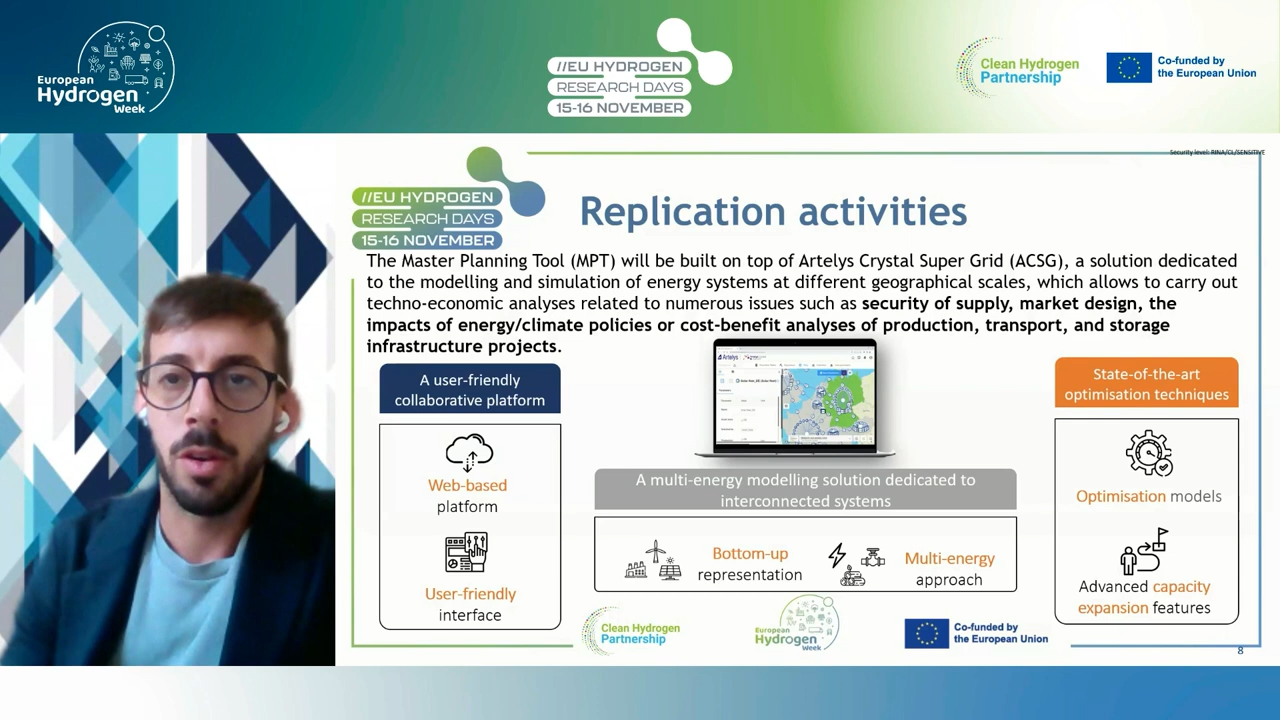 European
Hydrogen
Week
//EU HYDROGEN
RESEARCH DAYS
15-16 NOVEMBER
Clean Hydrogen
Partnership
Co-funded by
the European Union
Security level: RINA/CL/SENSITIVE
//EU HYDROGEN
RESEARCH DAYS
15-16 NOVEMBER
Replication activities
The Master Planning Tool (MPT) will be built on top of Artelys Crystal Super Grid (ACSG), a solution dedicated
to the modelling and simulation of energy systems at different geographical scales, which allows to carry out
techno-economic analyses related to numerous issues such as security of supply, market design, the
impacts of energy/climate policies or cost-benefit analyses of production, transport, and storage
infrastructure projects.
A user-friendly
collaborative platform
Web-based
platform
User-friendly
interface
Artelys
A multi-energy modelling solution dedicated to
interconnected systems
Bottom-up
representation
Multi-energy
approach
State-of-the-art
optimisation techniques
Optimisation models
Advanced capacity
expansion features
Clean Hydrogen
Partnership
European
Hydrogen
Week
Co-funded by
the European Union
8